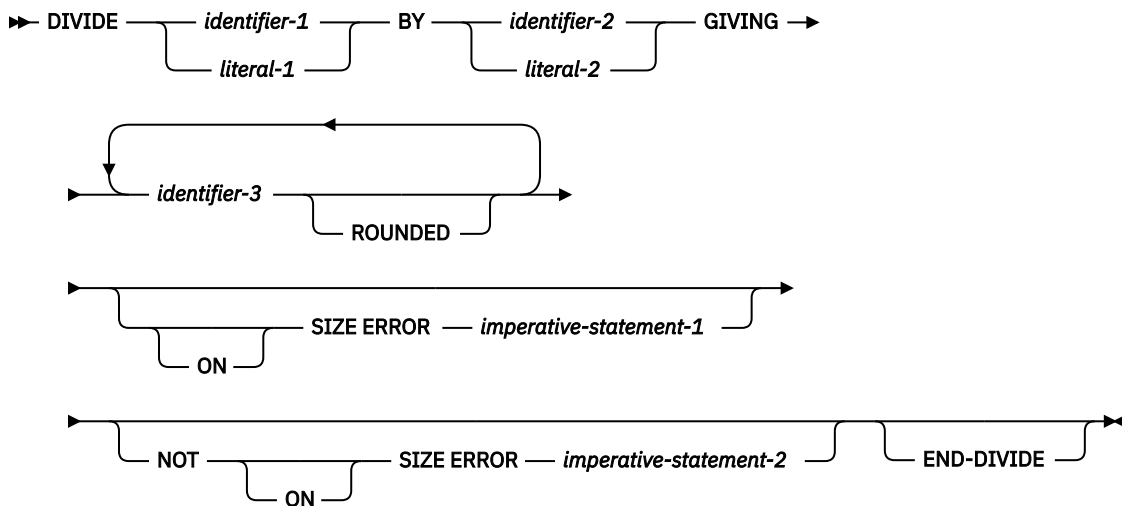 DIVIDE identifier-1 BY identifier-2 GIVING
literal-1 literal-2
identifier-3
ROUNDED
SIZE ERROR imperative-statement-1
ON
NOT SIZE ERROR imperative-statement-2 END-DIVIDE
ON